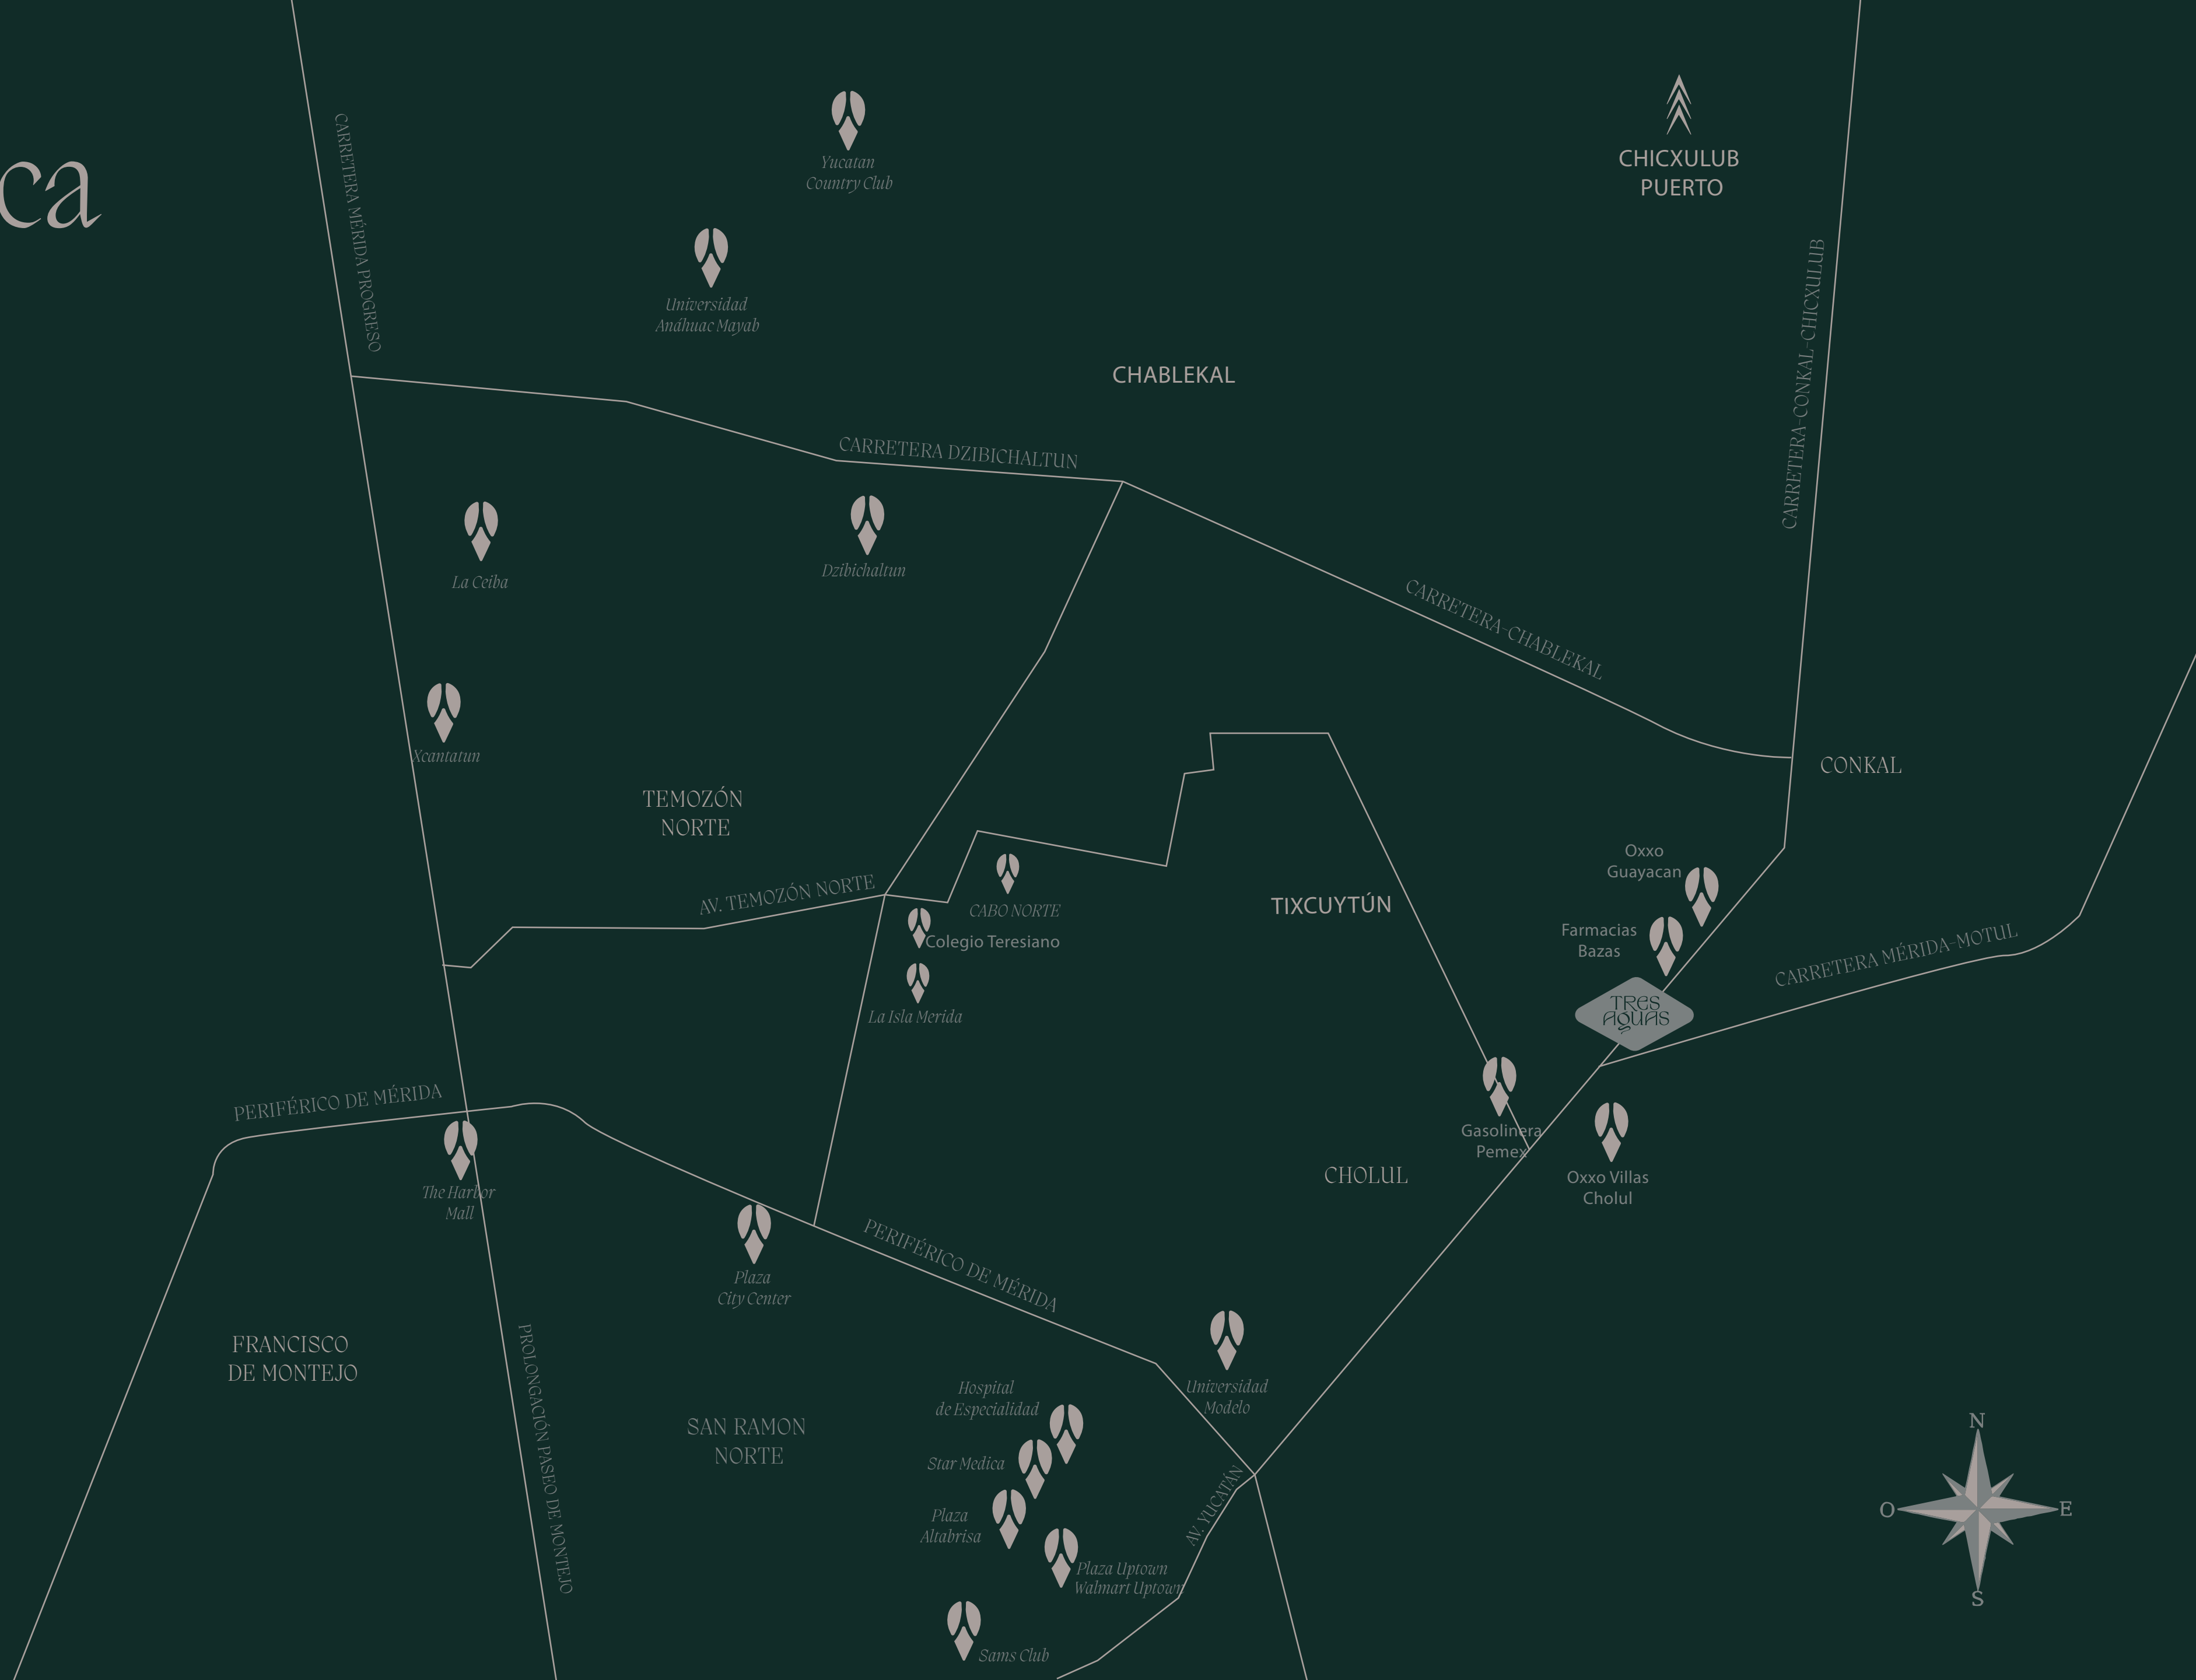 ca
CARRETERA MÉRIDA PROGRESO
Yucatan
Country Club
CHICXULUB
PUERTO
Universidad
Anáhuac Mayab
CARRETERA-CONKAL-CHICXULUB
CHABLEKAL
CARRETERA DZIBICHALTUN
La Ceiba
Dzibichaltun
CARRETERA-CHABLEKAL
Xcantatun
CONKAL
TEMOZÓN
NORTE
Oxxo
Guayacan
AV. TEMOZÓN NORTE
CABO NORTE
TIXCUYTÚN
Colegio Teresiano
Farmacias
Bazas
CARRETERA MÉRIDA-MOTUL
La Isla Merida
TRES
AGUAS
PERIFÉRICO DE MÉRIDA
Gasolinera
Pemex
The Harbor
Mall
CHOLUL
Oxxo Villas
Cholul
Plaza
City Center
PERIFÉRICO DE MÉRIDA
FRANCISCO
DE MONTEJO
PROLONGACIÓN PASEO DE MONTEJO
SAN RAMON
NORTE
Universidad
Modelo
Hospital
de Especialidad
Star Medica
Plaza
Altabrisa
AV. YUCATÁN
Plaza Uptown
Walmart Uptown
Sams Club
N
O
E
S